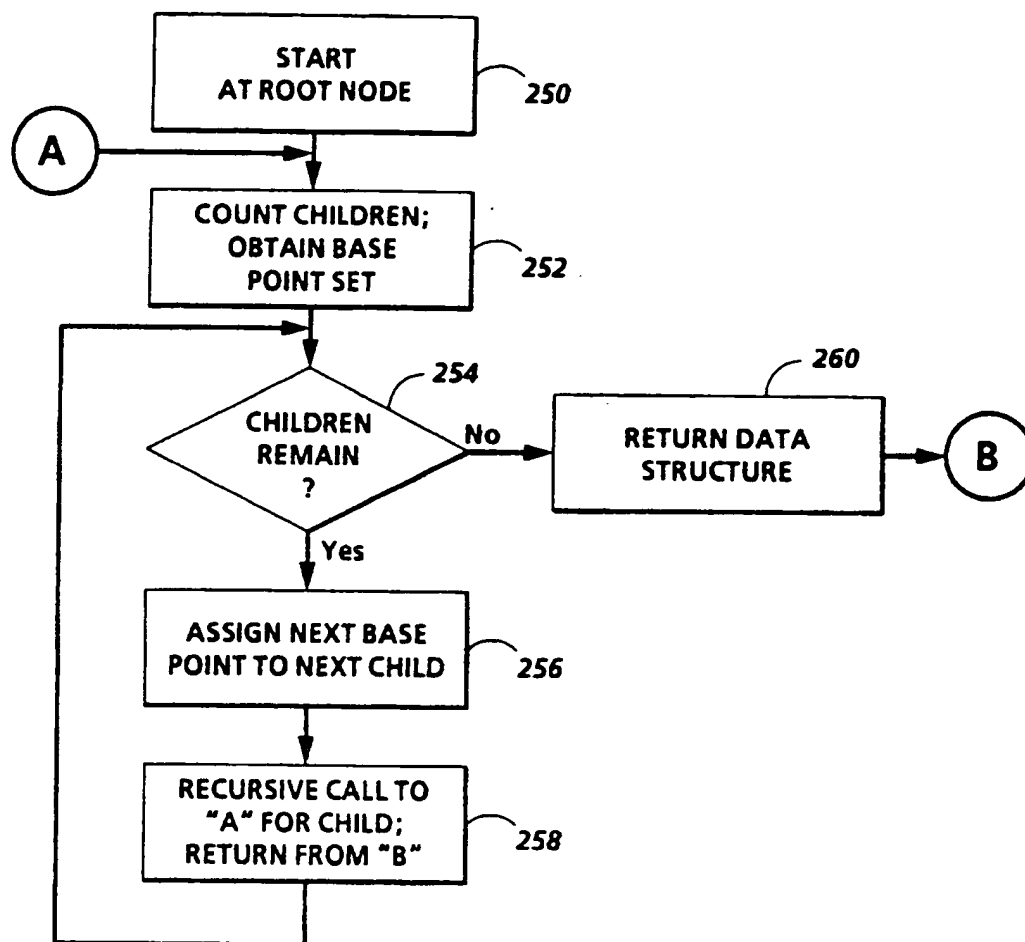 START
AT ROOT NODE
250
A
COUNT CHILDREN;
OBTAIN BASE
POINT SET
252
254
CHILDREN
REMAIN
?
No
260
RETURN DATA
STRUCTURE
B
Yes
ASSIGN NEXT BASE
POINT TO NEXT CHILD
256
RECURSIVE CALL TO
"A" FOR CHILD;
RETURN FROM "B"
258